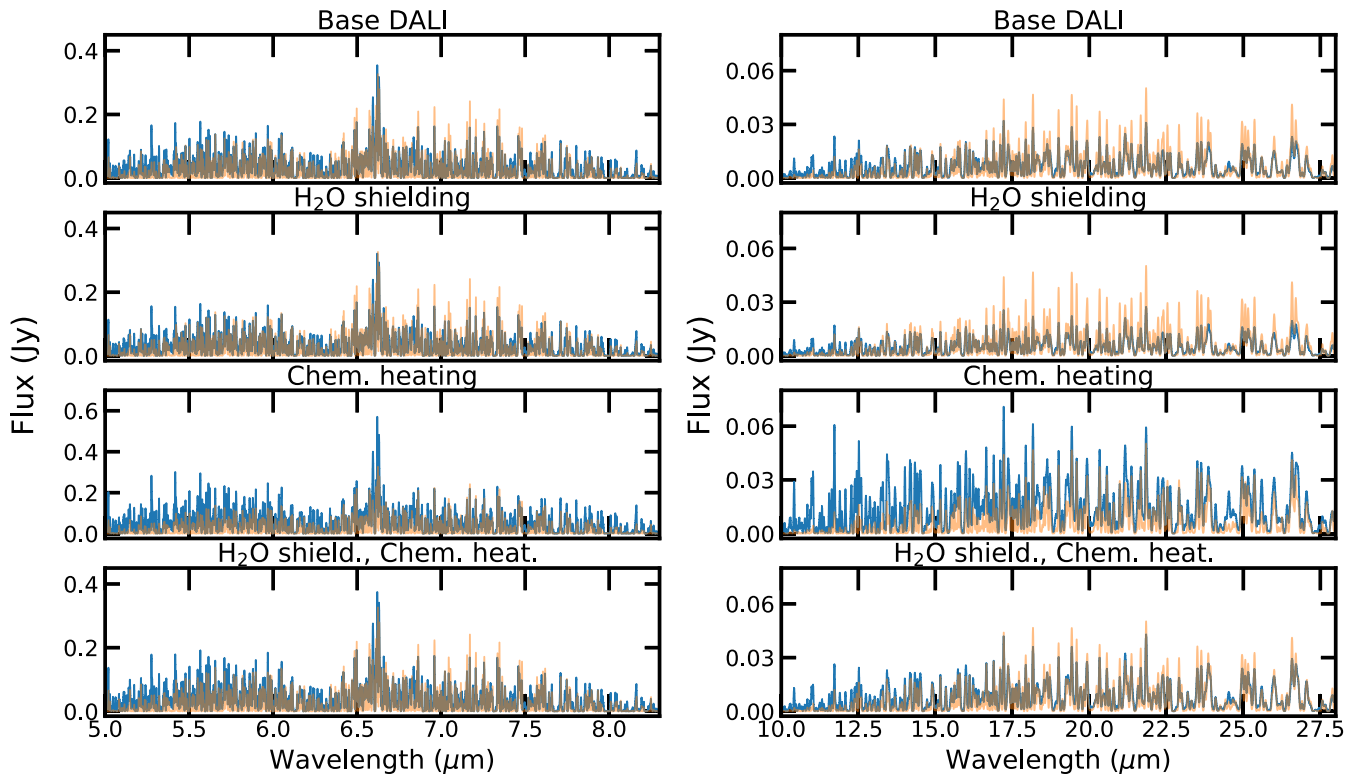 Base DALI
0.4
0.2
0.0
H₂O shielding
0.4
0.2
0.0
Chem. heating
0.6
0.4
0.2
0.0
H₂O shield., Chem. heat.
0.4
0.2
0.0
5.0 5.5 6.0 6.5 7.0 7.5 8.0
Wavelength (μm)
Flux (Jy)
Base DALI
0.06
0.03
0.00
H₂O shielding
0.06
0.03
0.00
Chem. heating
0.06
0.03
0.00
H₂O shield., Chem. heat.
0.06
0.03
0.00
10.0 12.5 15.0 17.5 20.0 22.5 25.0 27.5
Wavelength (μm)
Flux (Jy)